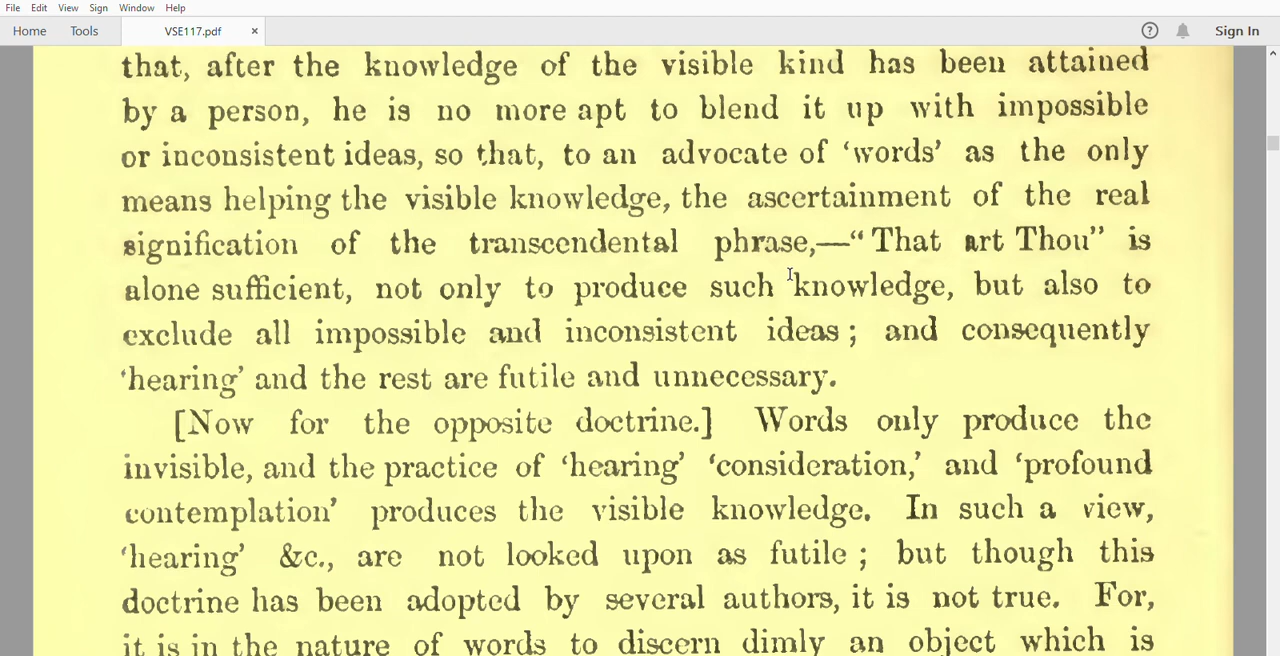 File Edit View Sign Window Help
Home Tools VSE117.pdf × ? Sign In
that, after the knowledge of the visible kind has been attained
by a person, he is no more apt to blend it up with impossible
or inconsistent ideas, so that, to an advocate of ‘words’ as the only
means helping the visible knowledge, the ascertainment of the real
signification of the transcendental phrase,—“That art Thou” is
alone sufficient, not only to produce such knowledge, but also to
exclude all impossible and inconsistent ideas ; and consequently
‘hearing’ and the rest are futile and unnecessary.
[Now for the opposite doctrine.] Words only produce the
invisible, and the practice of ‘hearing’ ‘consideration,’ and ‘profound
contemplation’ produces the visible knowledge. In such a view,
‘hearing’ &c., are not looked upon as futile ; but though this
doctrine has been adopted by several authors, it is not true. For,
it is in the nature of words to discern dimly an object which is